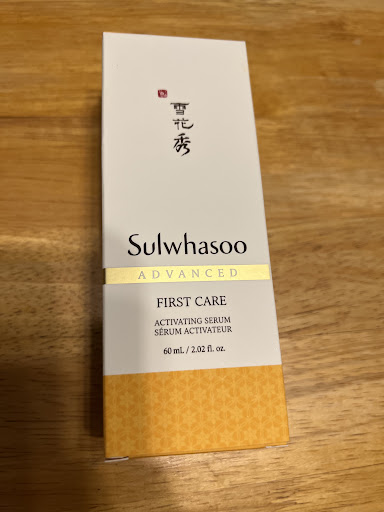 雪
花
秀
Sulwhasoo
ADVANCED
FIRST CARE
ACTIVATING SERUM
SÉRUM ACTIVATEUR
60 mL / 2.02 fl. oz.